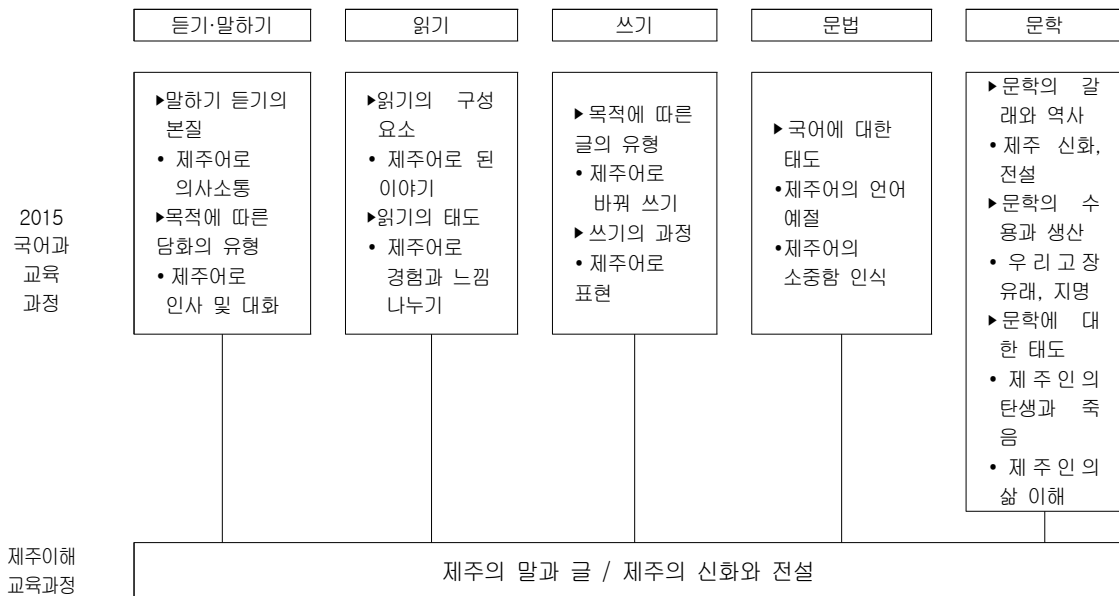 듣기·말하기
읽기
쓰기
문법
문학
2015
국어과
교육
과정
▶말하기 듣기의
본질
• 제주어로
의사소통
▶목적에 따른
담화의 유형
• 제주어로
인사 및 대화
▶읽기의 구성
요소
• 제주어로 된
이야기
▶읽기의 태도
• 제주어로
경험과 느낌
나누기
▶목적에 따른
글의 유형
• 제주어로
바꿔 쓰기
▶쓰기의 과정
• 제주어로
표현
▶국어에 대한
태도
•제주어의 언어
예절
•제주어의
소중함 인식
▶문학의 갈
래와 역사
• 제주 신화,
전설
▶문학의 수
용과 생산
• 우리고장
유래, 지명
▶문학에 대
한 태도
• 제주인의
탄생과 죽
음
• 제주인의
삶 이해
제주이해
교육과정
제주의 말과 글 / 제주의 신화와 전설